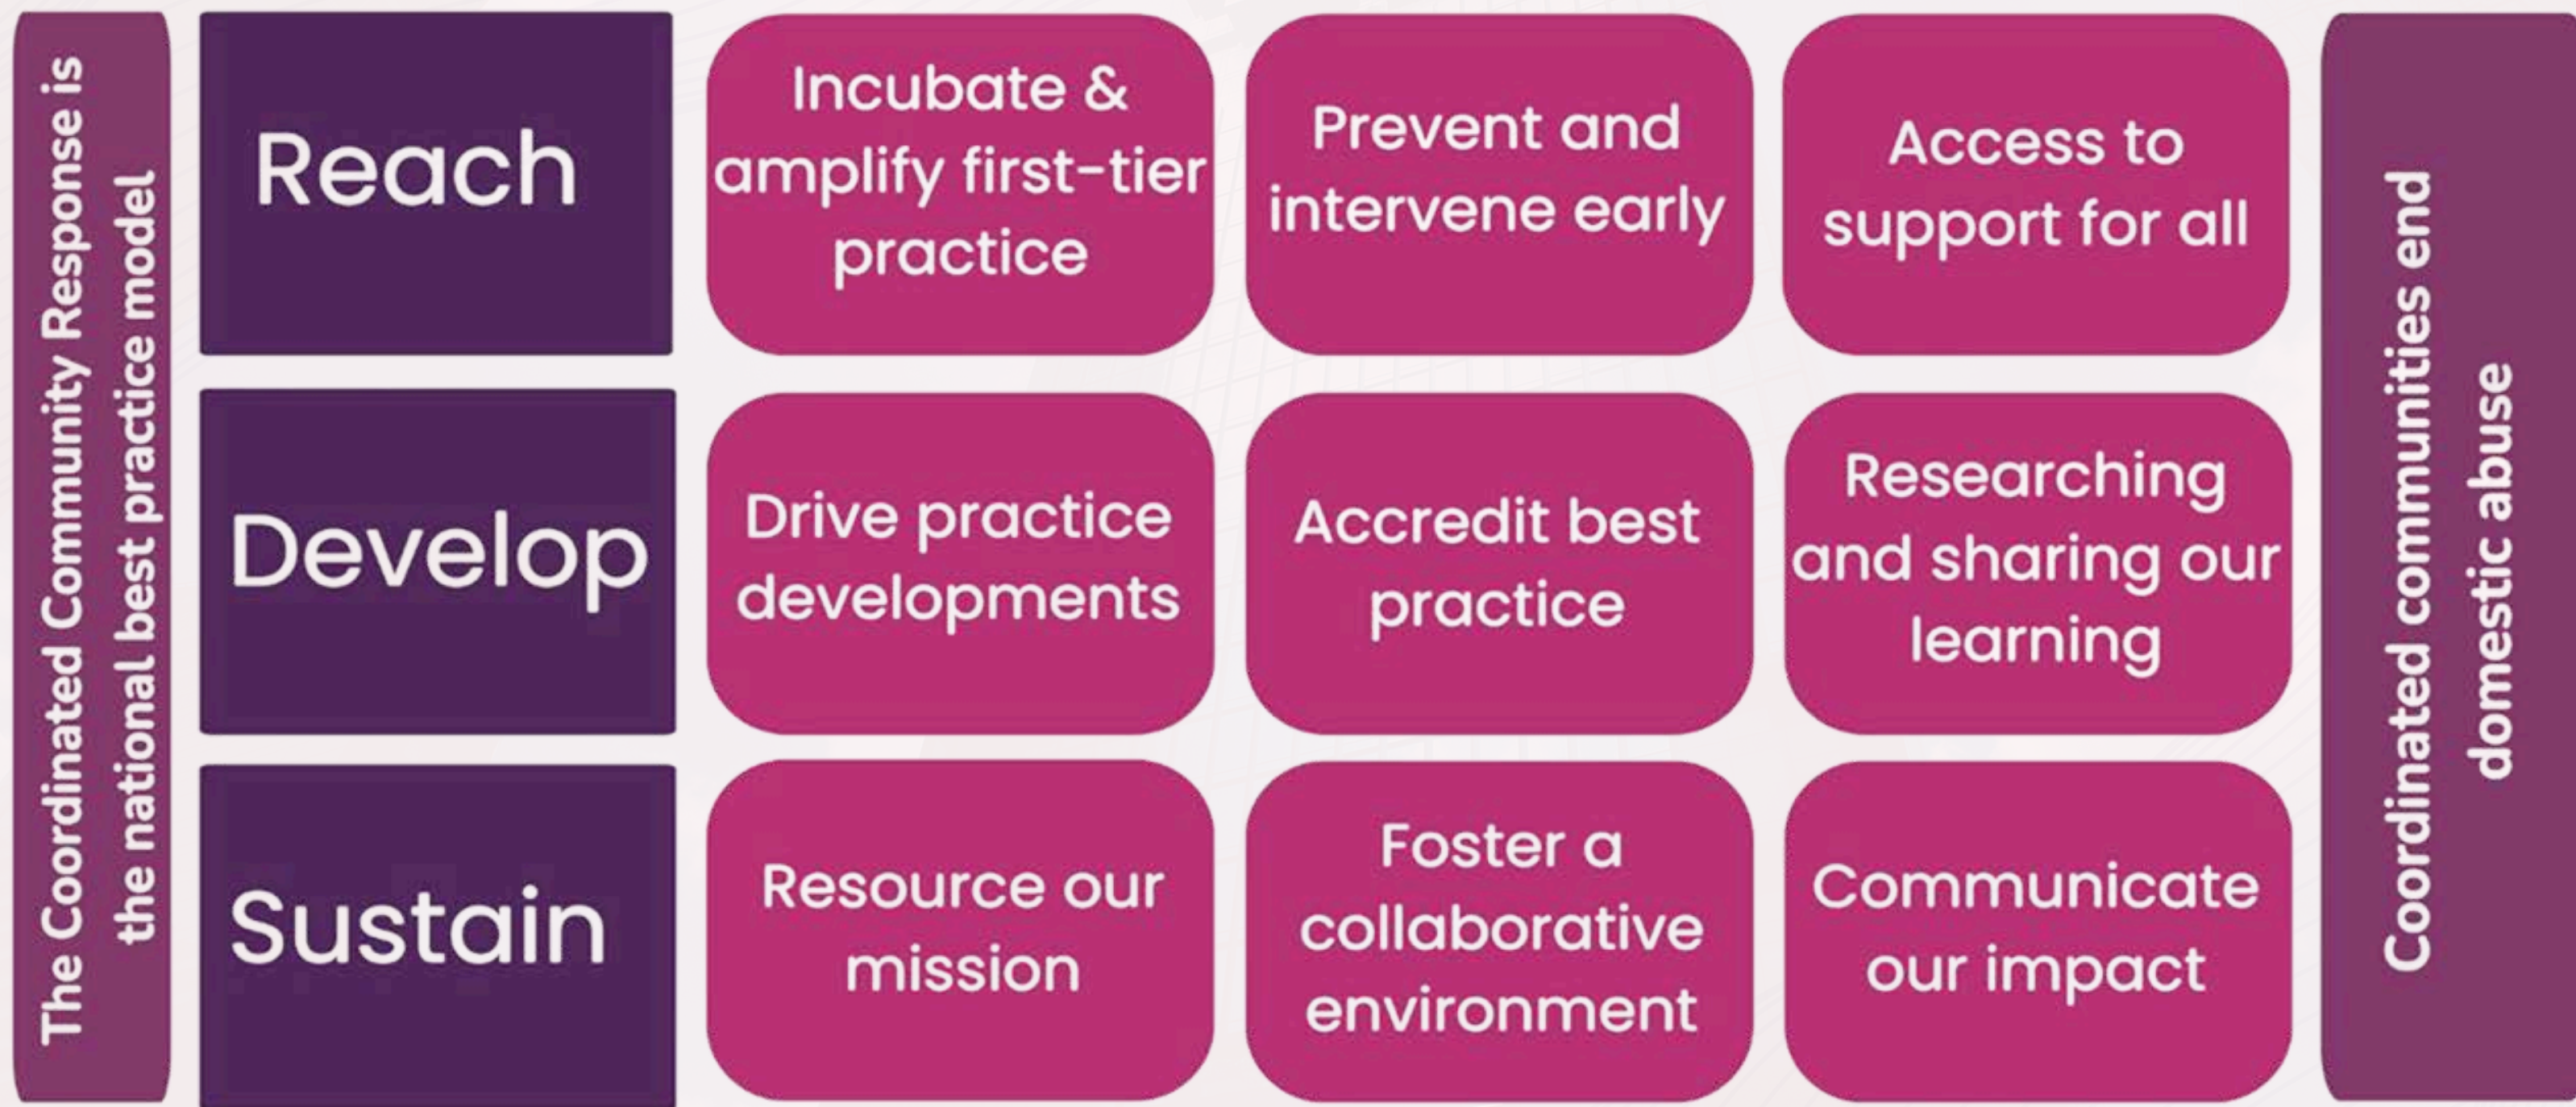 The Coordinated Community Response is
the national best practice model
Reach
Incubate &
amplify first-tier
practice
Prevent and
intervene early
Access to
support for all
Develop
Drive practice
developments
Accredit best
practice
Researching
and sharing our
learning
Sustain
Resource our
mission
Foster a
collaborative
environment
Communicate
our impact
Coordinated communities end
domestic abuse